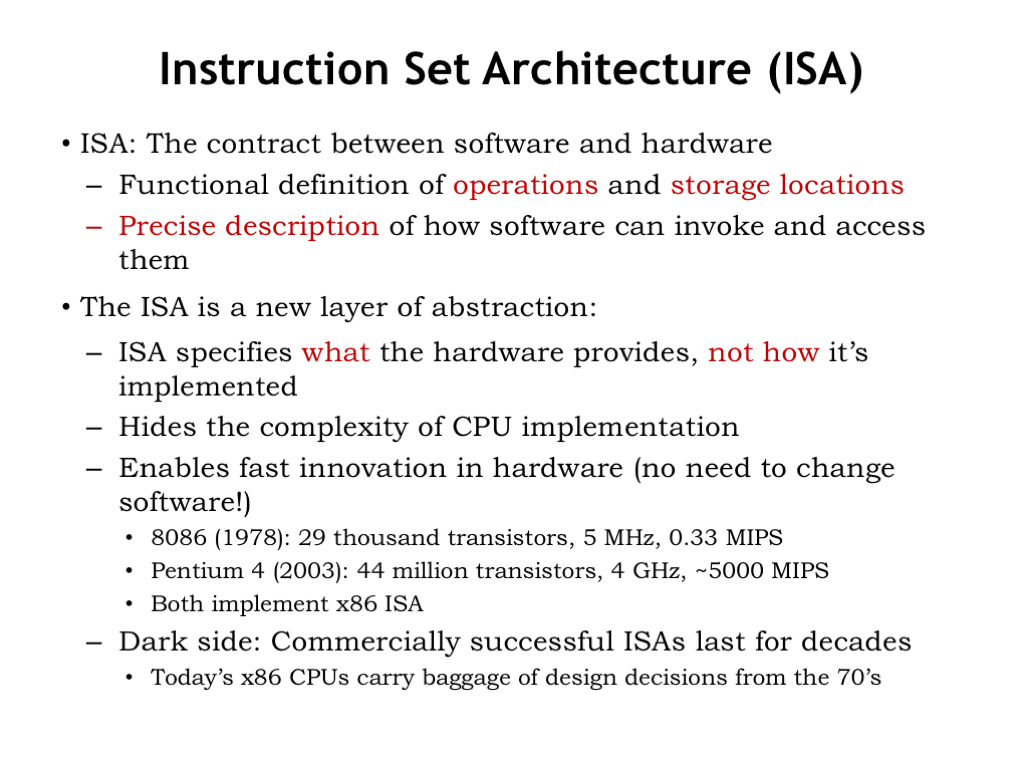 Instruction Set Architecture (ISA)
• ISA: The contract between software and hardware
– Functional definition of operations and storage locations
– Precise description of how software can invoke and access
them
• The ISA is a new layer of abstraction:
– ISA specifies what the hardware provides, not how it’s
implemented
– Hides the complexity of CPU implementation
– Enables fast innovation in hardware (no need to change
software!)
• 8086 (1978): 29 thousand transistors, 5 MHz, 0.33 MIPS
• Pentium 4 (2003): 44 million transistors, 4 GHz, ~5000 MIPS
• Both implement x86 ISA
– Dark side: Commercially successful ISAs last for decades
• Today’s x86 CPUs carry baggage of design decisions from the 70’s